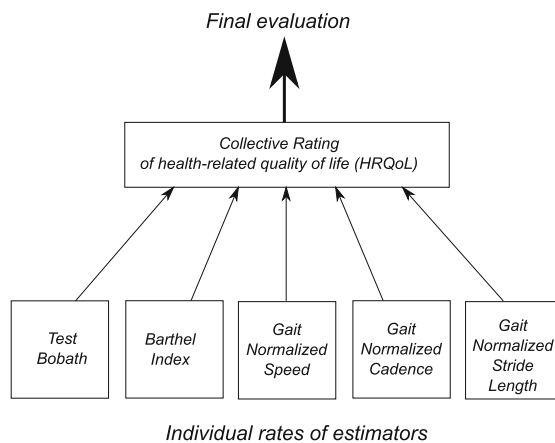 Final evaluation
Collective Rating
of health-related quality of life (HRQoL)
Test
Bobath
Barthel
Index
Gait
Normalized
Speed
Gait
Normalized
Cadence
Gait
Normalized
Stride
Length
Individual rates of estimators